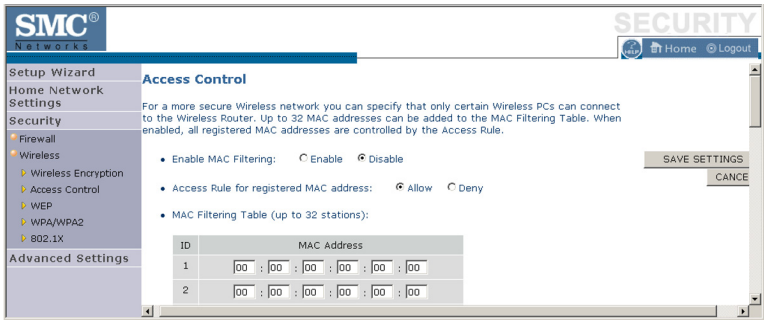 SMC®
Networks
SECURITY
HELP
Home
Logout
Setup Wizard
Home Network
Settings
Security
Firewall
Wireless
Wireless Encryption
Access Control
WEP
WPA/WPA2
802.1X
Advanced Settings
Access Control
For a more secure Wireless network you can specify that only certain Wireless PCs can connect
to the Wireless Router. Up to 32 MAC addresses can be added to the MAC Filtering Table. When
enabled, all registered MAC addresses are controlled by the Access Rule.
• Enable MAC Filtering: Enable Disable
• Access Rule for registered MAC address: Allow Deny
• MAC Filtering Table (up to 32 stations):
ID MAC Address
1 00 : 00 : 00 : 00 : 00 : 00
2 00 : 00 : 00 : 00 : 00 : 00
SAVE SETTINGS
CANCE